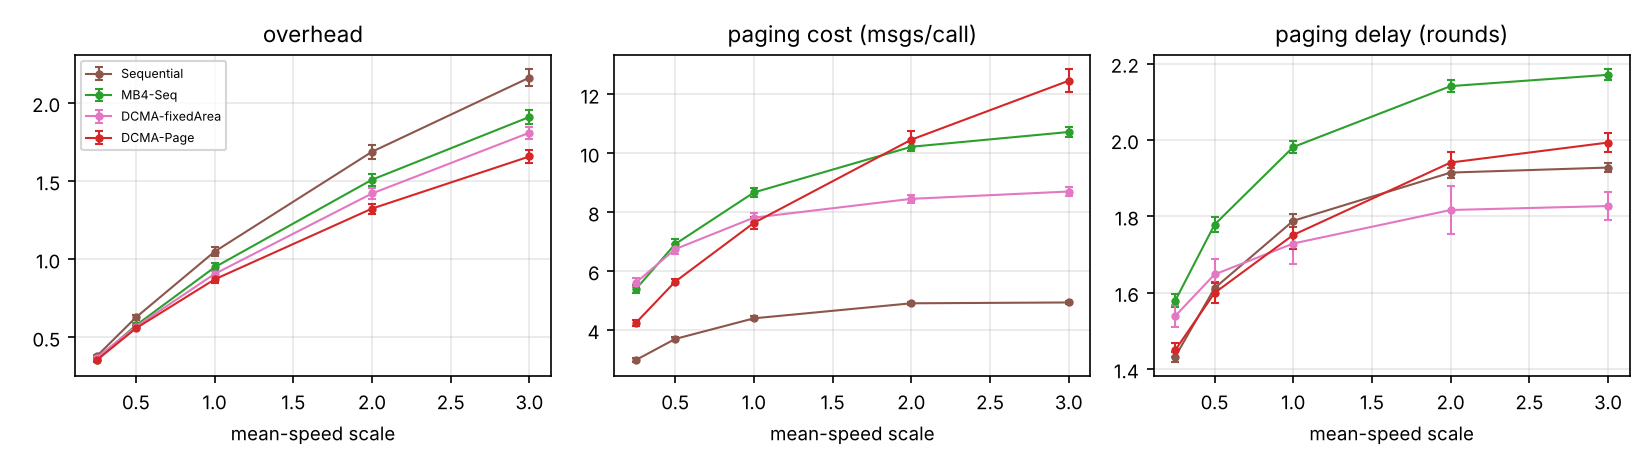 overhead
Sequential
MB4-Seq
DCMA-fixedArea
DCMA-Page
2.0
1.5
1.0
0.5
0.5 1.0 1.5 2.0 2.5 3.0
mean-speed scale
paging cost (msgs/call)
12
10
8
6
4
0.5 1.0 1.5 2.0 2.5 3.0
mean-speed scale
paging delay (rounds)
2.2
2.0
1.8
1.6
1.4
0.5 1.0 1.5 2.0 2.5 3.0
mean-speed scale